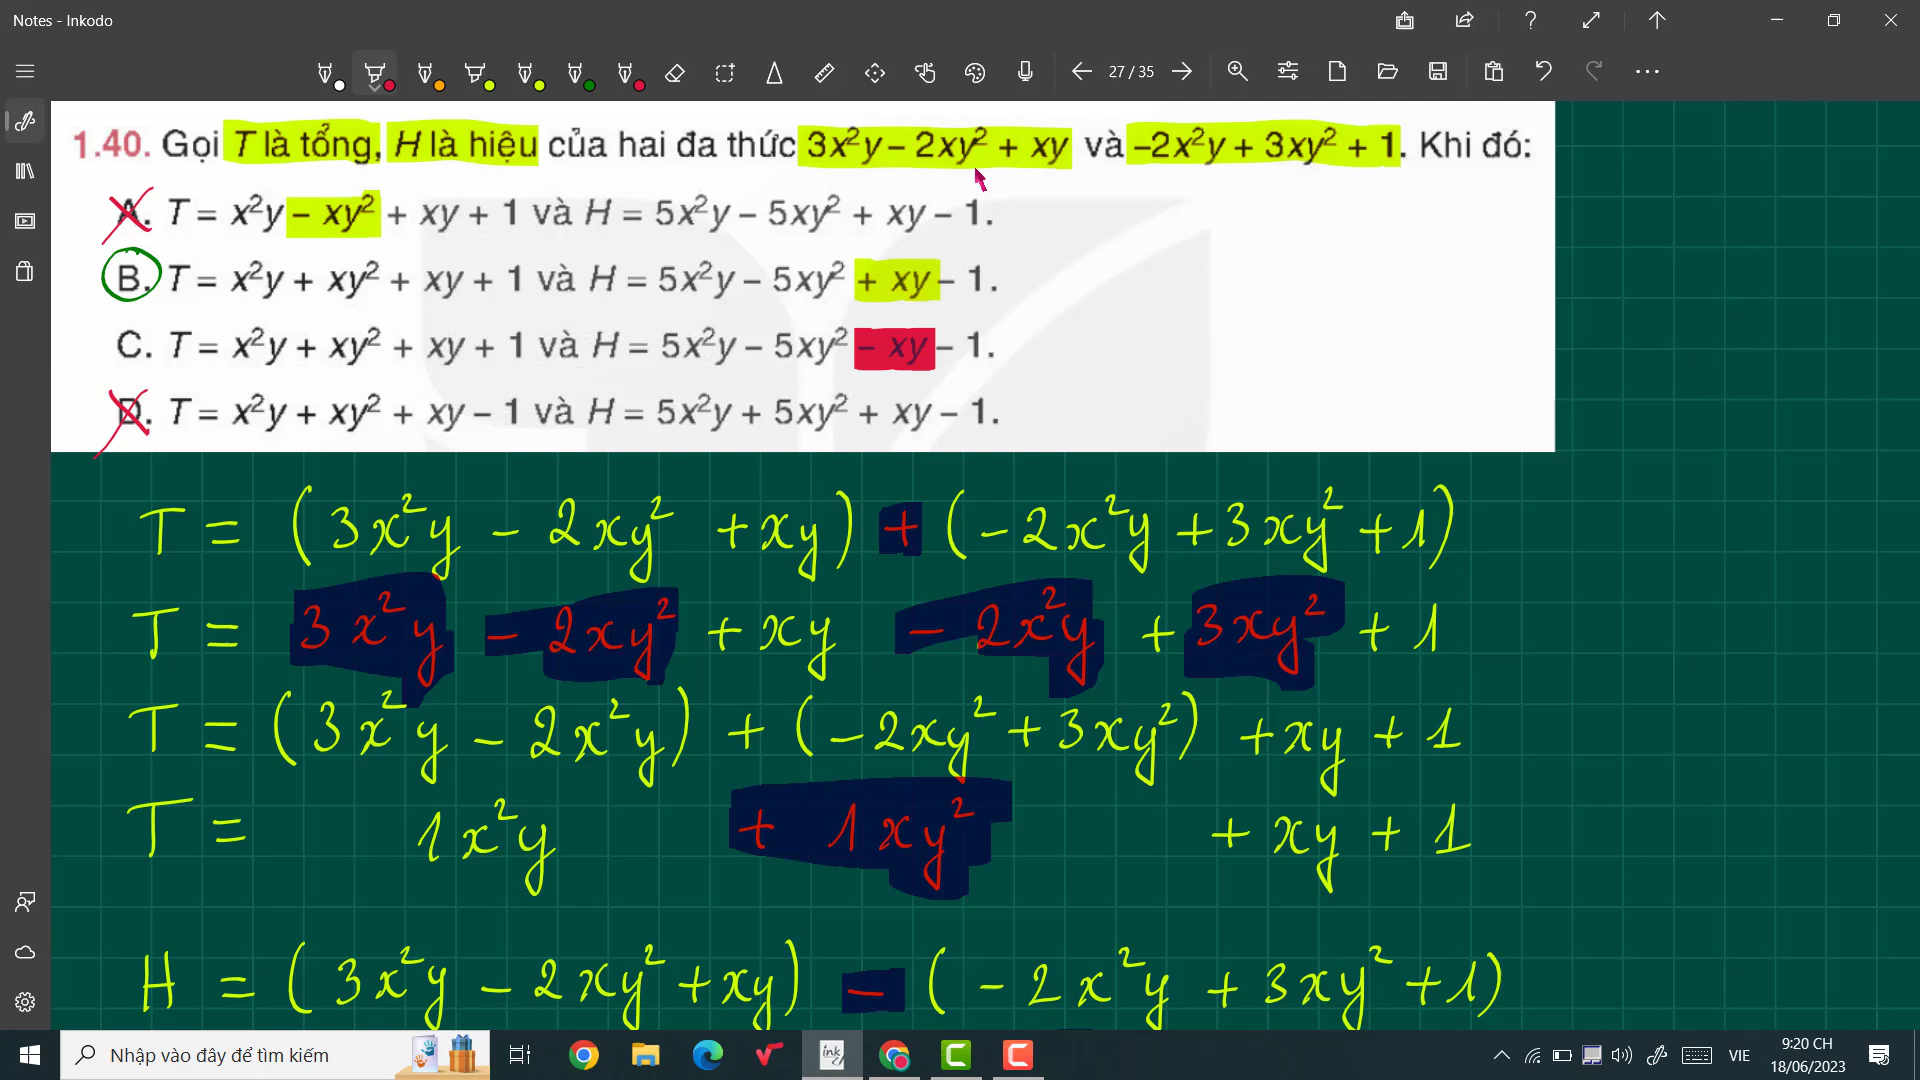 Notes - Inkodo
27 / 35
1.40. Gọi T là tổng, H là hiệu của hai đa thức 3x²y – 2xy² + xy và –2x²y + 3xy² + 1. Khi đó:
A. T = x²y – xy² + xy + 1 và H = 5x²y – 5xy² + xy – 1.
B. T = x²y + xy² + xy + 1 và H = 5x²y – 5xy² + xy – 1.
C. T = x²y + xy² + xy + 1 và H = 5x²y – 5xy² – xy – 1.
D. T = x²y + xy² + xy – 1 và H = 5x²y + 5xy² + xy – 1.
T = (3x²y – 2xy² + xy) + (– 2x²y + 3xy² + 1)
T = 3x²y – 2xy² + xy – 2x²y + 3xy² + 1
T = (3x²y – 2x²y) + (– 2xy² + 3xy²) + xy + 1
T = 1x²y + 1xy² + xy + 1
H = (3x²y – 2xy² + xy) – (– 2x²y + 3xy² + 1)
Nhập vào đây để tìm kiếm
ink
VIE
9:20 CH
18/06/2023